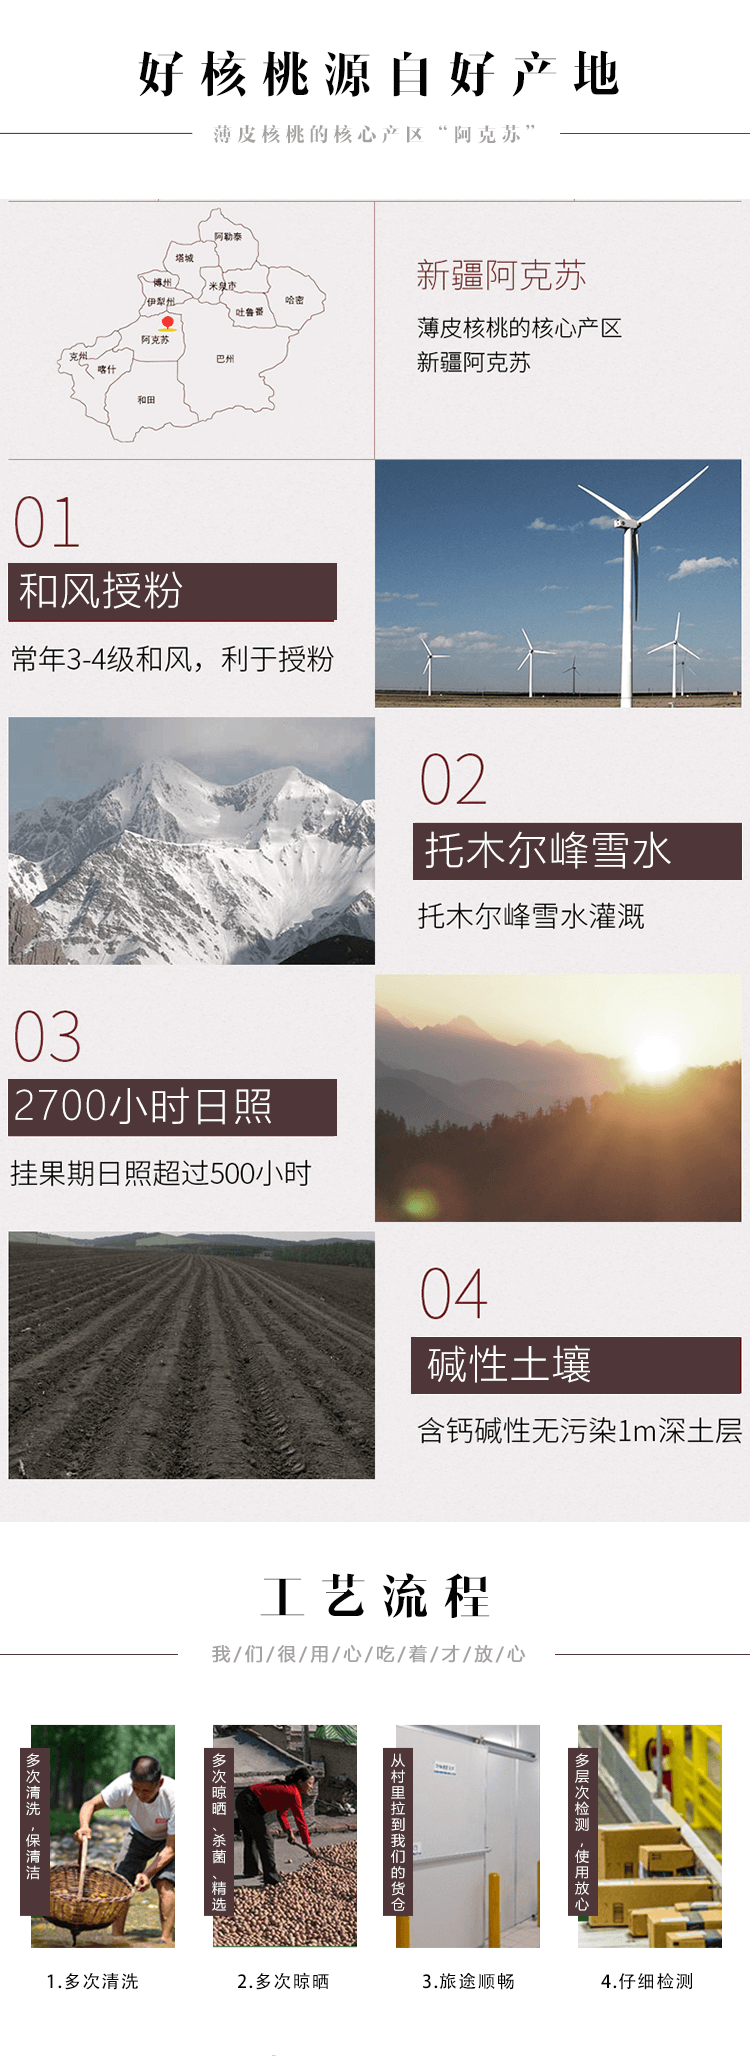 好核桃源自好产地
薄皮核桃的核心产区“阿克苏”
阿勒泰
塔城
博州
米泉市
伊犁州
哈密
吐鲁番
阿克苏
克州
喀什
巴州
和田
新疆阿克苏
薄皮核桃的核心产区
新疆阿克苏
01
和风授粉
常年3-4级和风，利于授粉
02
托木尔峰雪水
托木尔峰雪水灌溉
03
2700小时日照
挂果期日照超过500小时
04
碱性土壤
含钙碱性无污染1m深土层
工艺流程
我/们/很/用/心/吃/着/才/放/心
多次清洗，保清洁
多次晾晒、杀菌、精选
从村里拉到我们的货仓
多层次检测，使用放心
1.多次清洗
2.多次晾晒
3.旅途顺畅
4.仔细检测